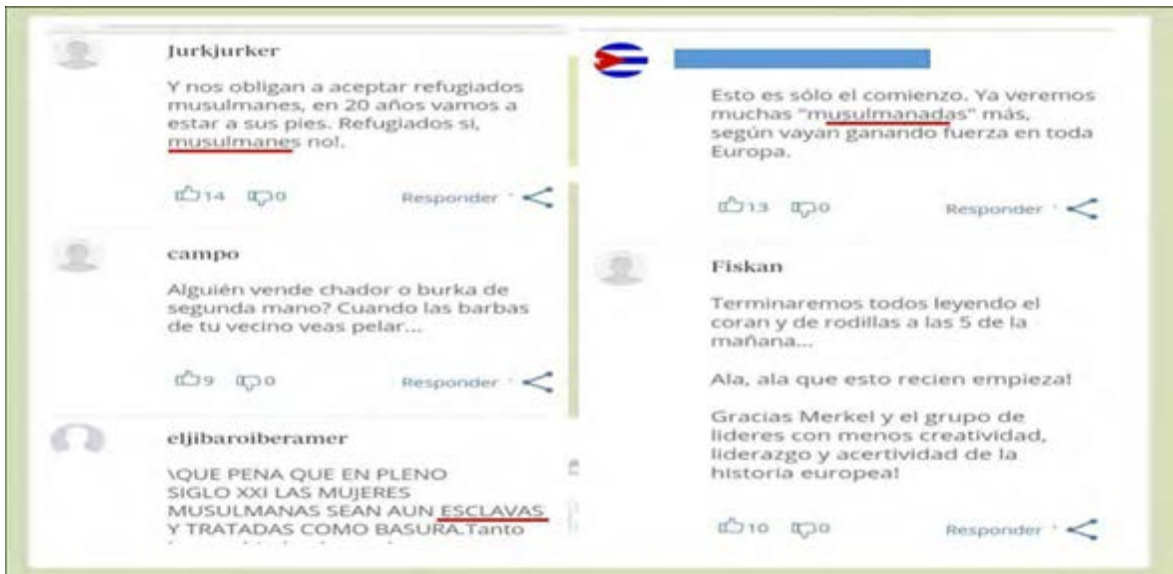 Jurkjurker
Y nos obligan a aceptar refugiados
musulmanes, en 20 años vamos a
estar a sus pies. Refugiados si,
musulmanes no!.
14 0 Responder
campo
Alguién vende chador o burka de
segunda mano? Cuando las barbas
de tu vecino veas pelar...
9 0 Responder
eljibaroiberamer
\QUE PENA QUE EN PLENO
SIGLO XXI LAS MUJERES
MUSULMANAS SEAN AUN ESCLAVAS
Y TRATADAS COMO BASURA.Tanto
Esto es sólo el comienzo. Ya veremos
muchas "musulmanadas" más,
según vayan ganando fuerza en toda
Europa.
13 0 Responder
Fiskan
Terminaremos todos leyendo el
coran y de rodillas a las 5 de la
mañana...
Ala, ala que esto recien empieza!
Gracias Merkel y el grupo de
lideres con menos creatividad,
liderazgo y acertividad de la
historia europea!
10 0 Responder